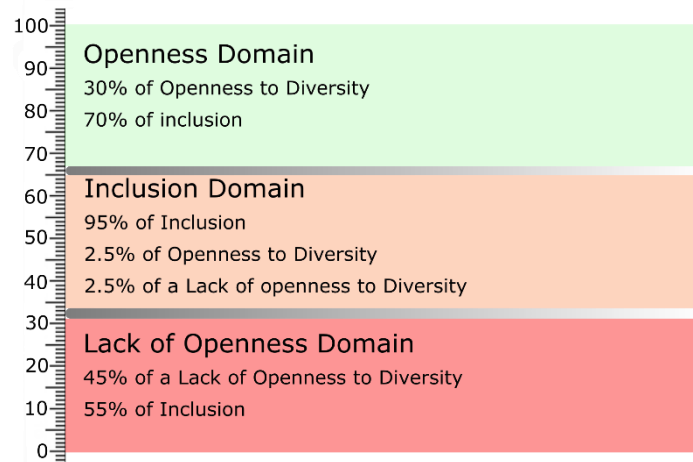 100
Openness Domain
90
30% of Openness to Diversity
80
70% of inclusion
70
60
Inclusion Domain
95% of Inclusion
50
2.5% of Openness to Diversity
40
2.5% of a Lack of openness to Diversity
30
Lack of Openness Domain
20
45% of a Lack of Openness to Diversity
10
55% of Inclusion
0